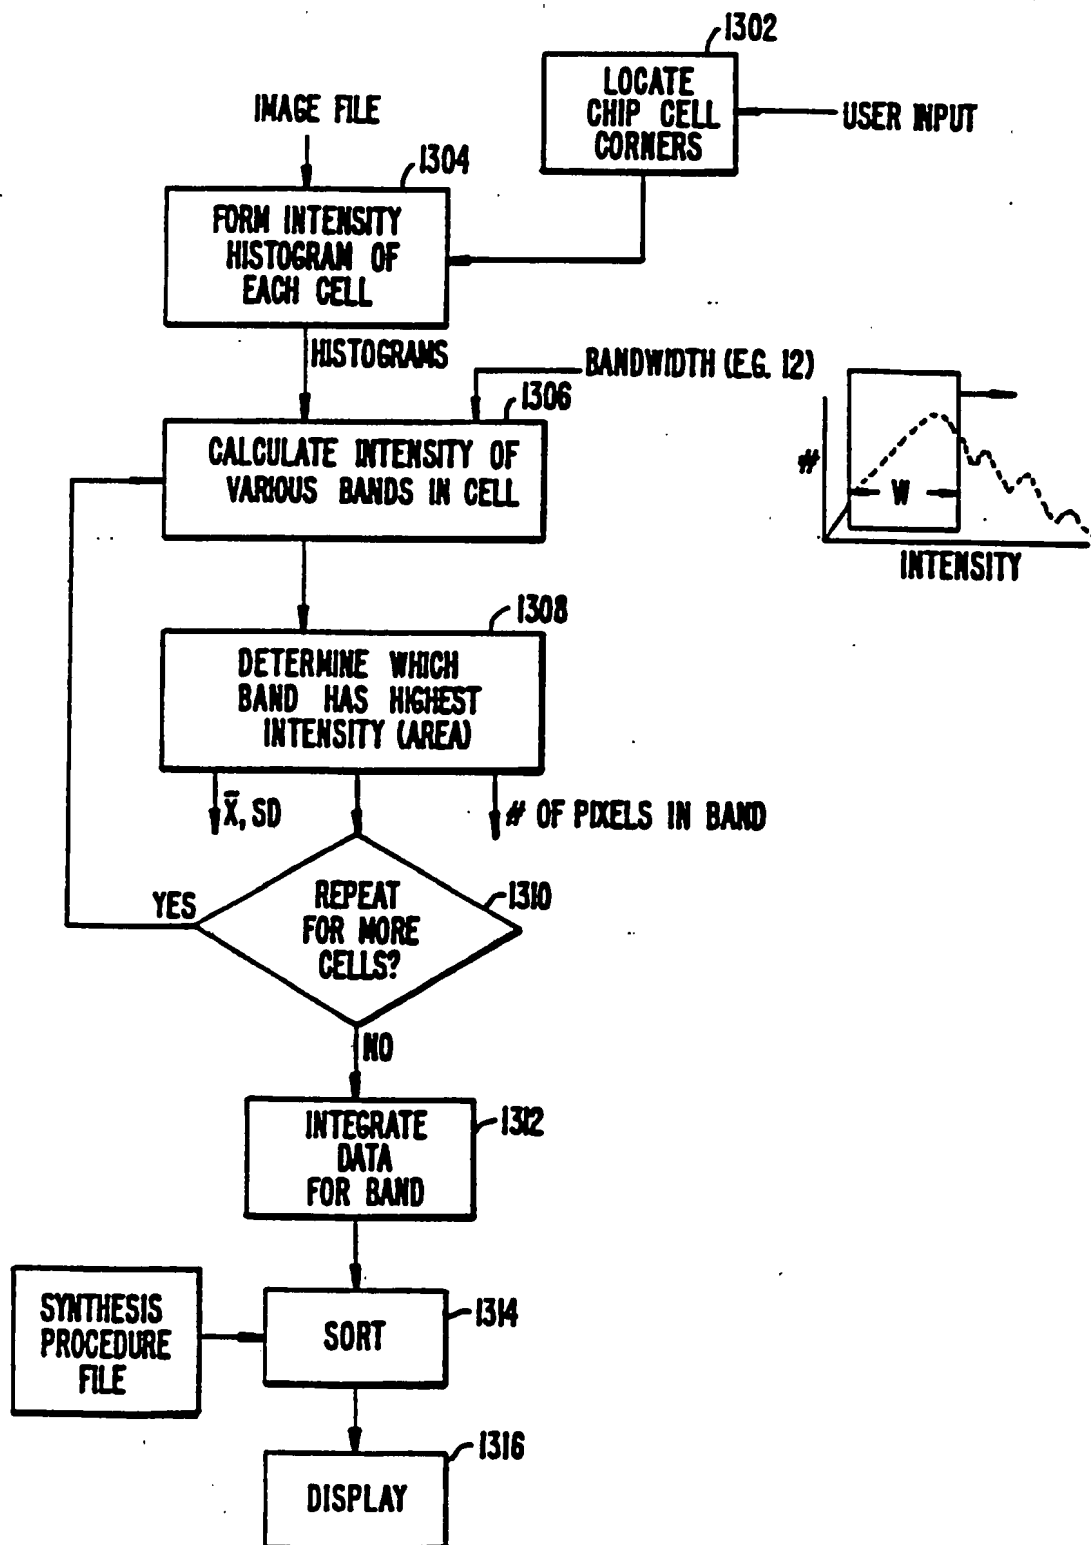 1302
LOCATE
CHIP CELL
CORNERS
USER INPUT
IMAGE FILE
1304
FORM INTENSITY
HISTOGRAM OF
EACH CELL
HISTOGRAMS
BANDWIDTH (E.G. 12)
1306
CALCULATE INTENSITY OF
VARIOUS BANDS IN CELL
#
W
INTENSITY
1308
DETERMINE WHICH
BAND HAS HIGHEST
INTENSITY (AREA)
X̄, SD
# OF PIXELS IN BAND
YES
REPEAT
FOR MORE
CELLS?
1310
NO
INTEGRATE
DATA
FOR BAND
1312
SYNTHESIS
PROCEDURE
FILE
SORT
1314
1316
DISPLAY